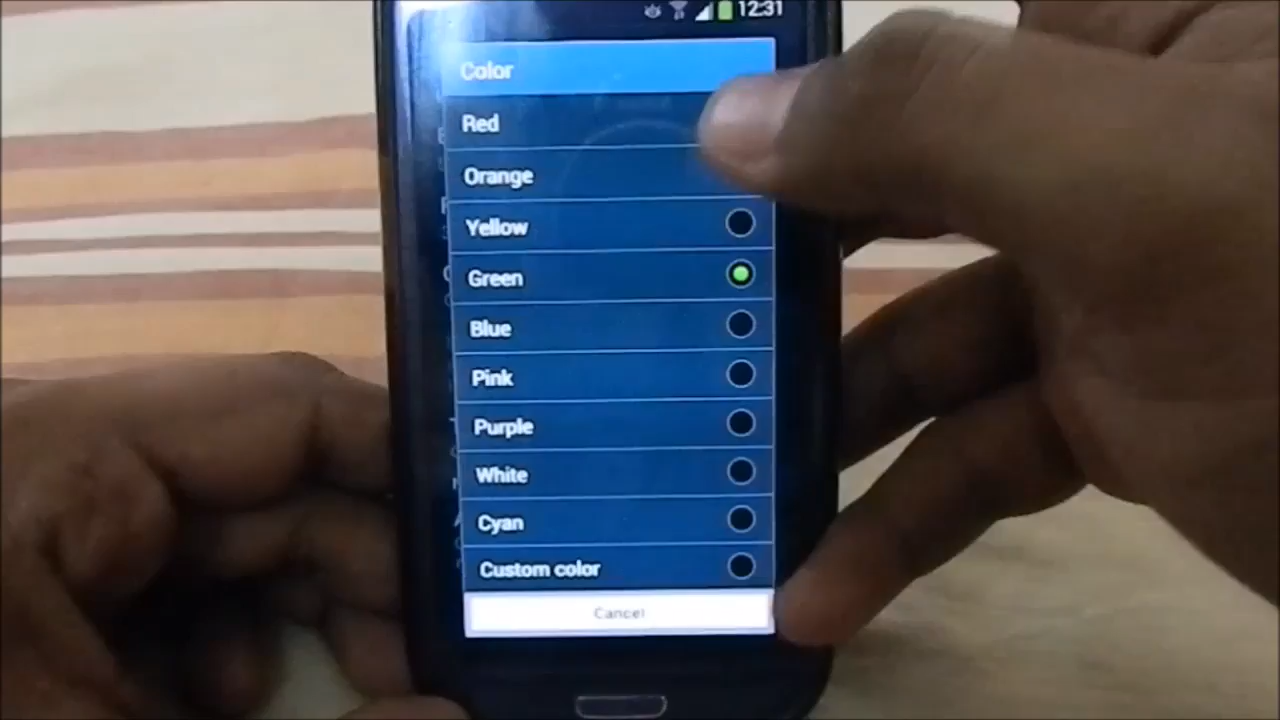 12:31
Color
Red
Orange
Yellow
Green
Blue
Pink
Purple
White
Cyan
Custom color
Cancel